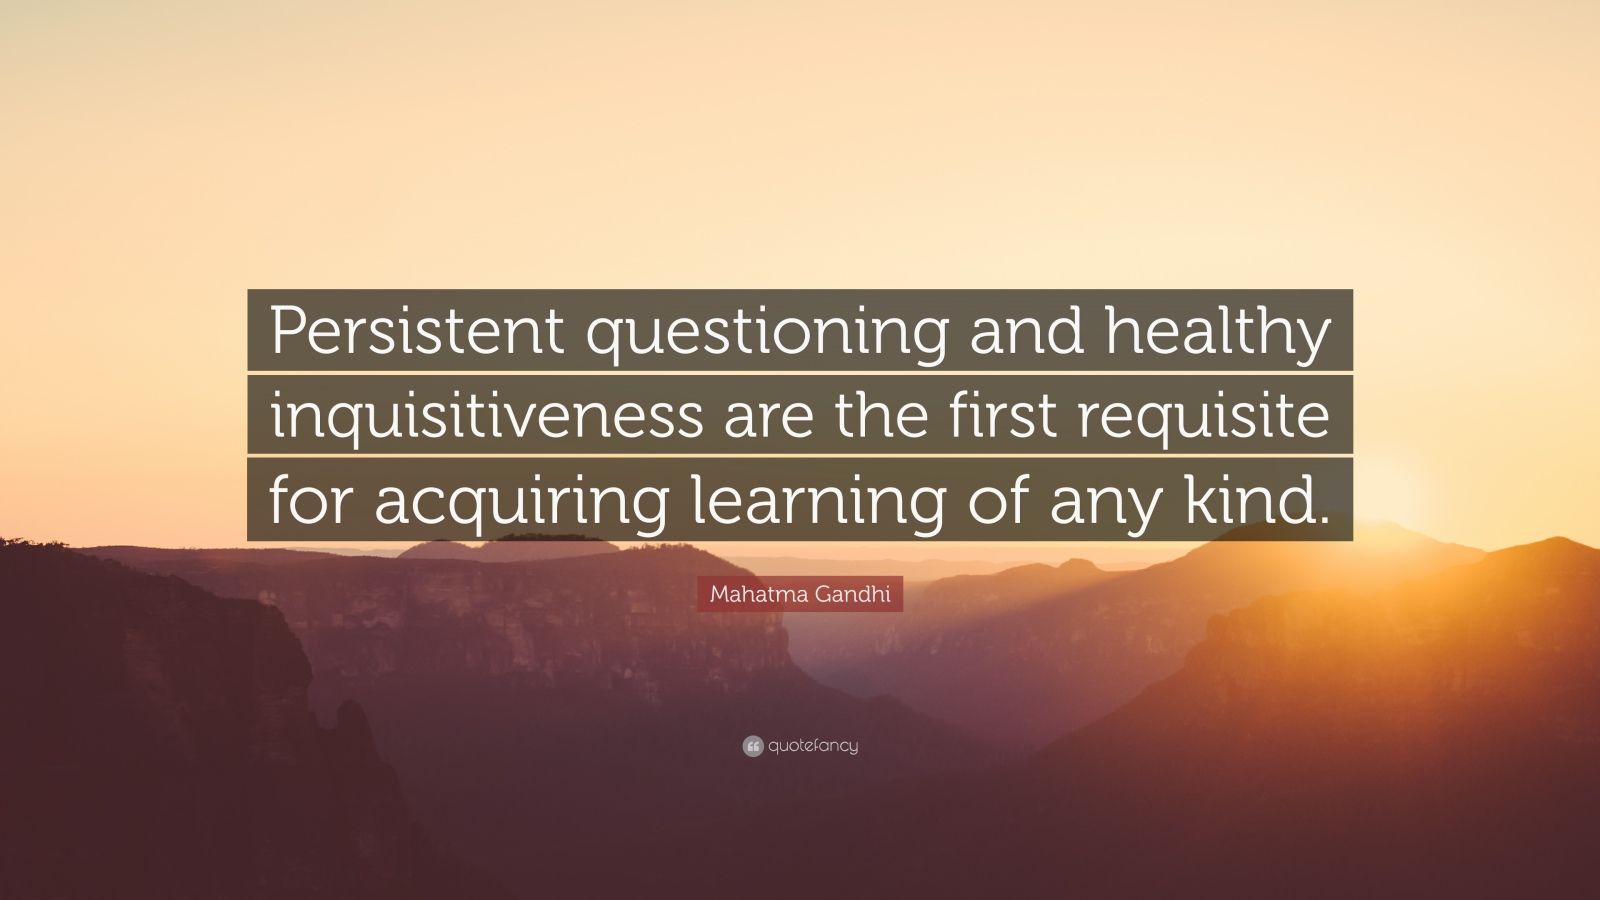 Persistent questioning and healthy
inquisitiveness are the first requisite
for acquiring learning of any kind.
Mahatma Gandhi
quotefancy